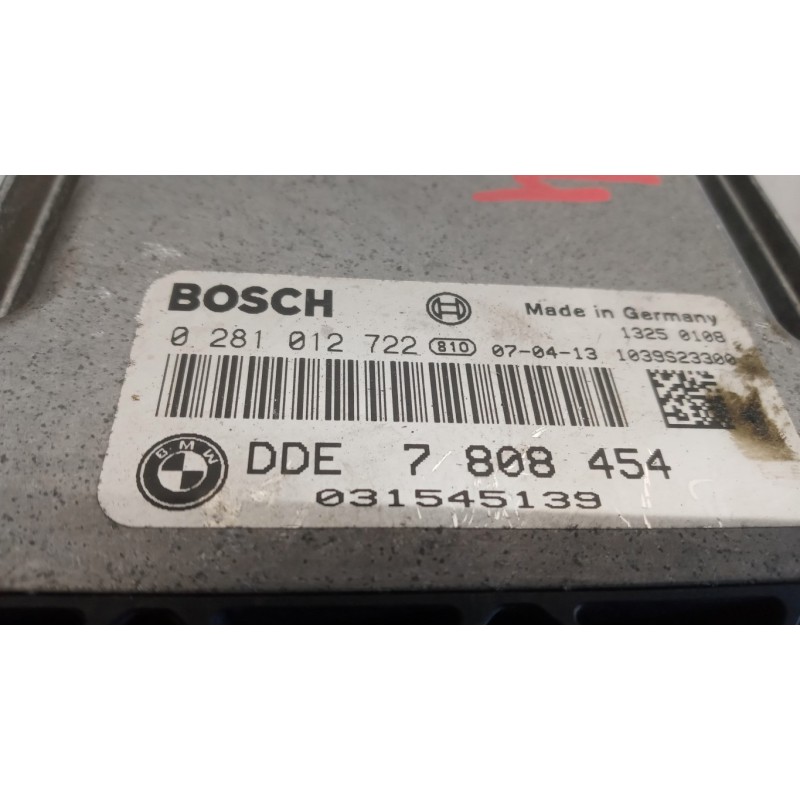 BOSCH
Made in Germany
1325 0108
0 281 012 722 810 07-04-13 1039S23300
BMW
DDE 7 808 454
031545139